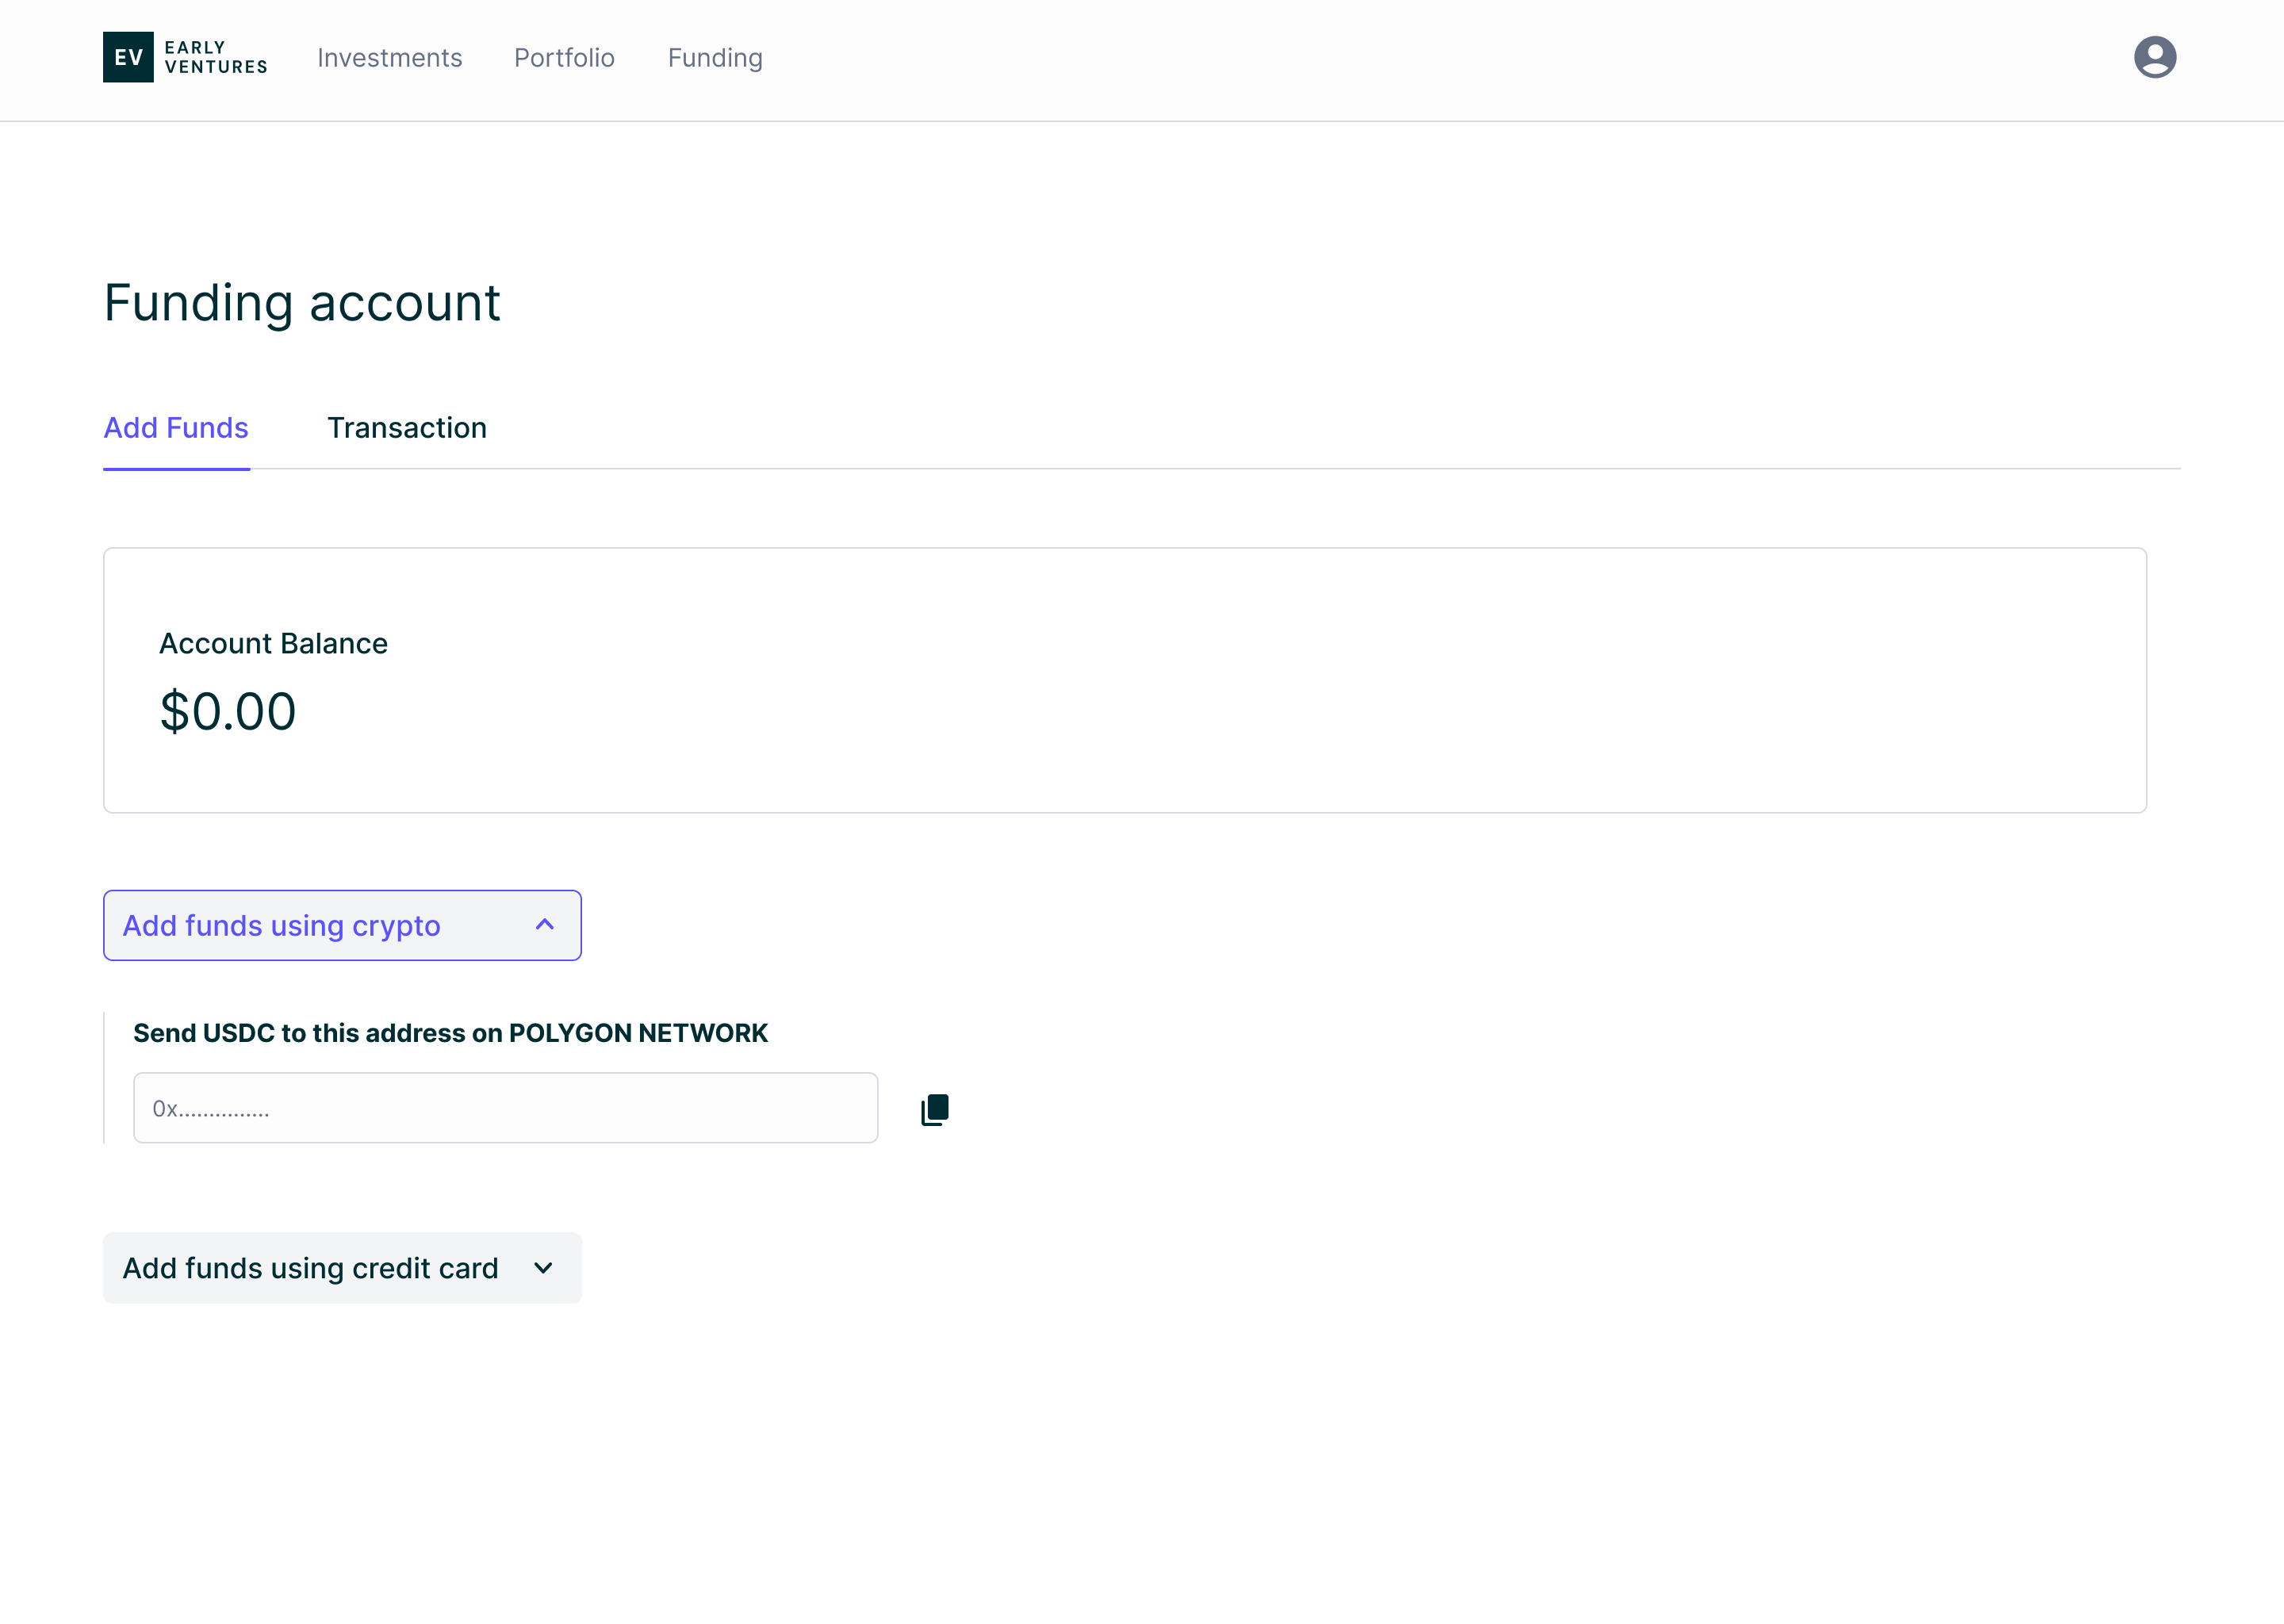 EV
EARLY
VENTURES
Investments
Portfolio
Funding
Funding account
Add Funds
Transaction
Account Balance
$0.00
Add funds using crypto
Send USDC to this address on POLYGON NETWORK
0x...............
Add funds using credit card